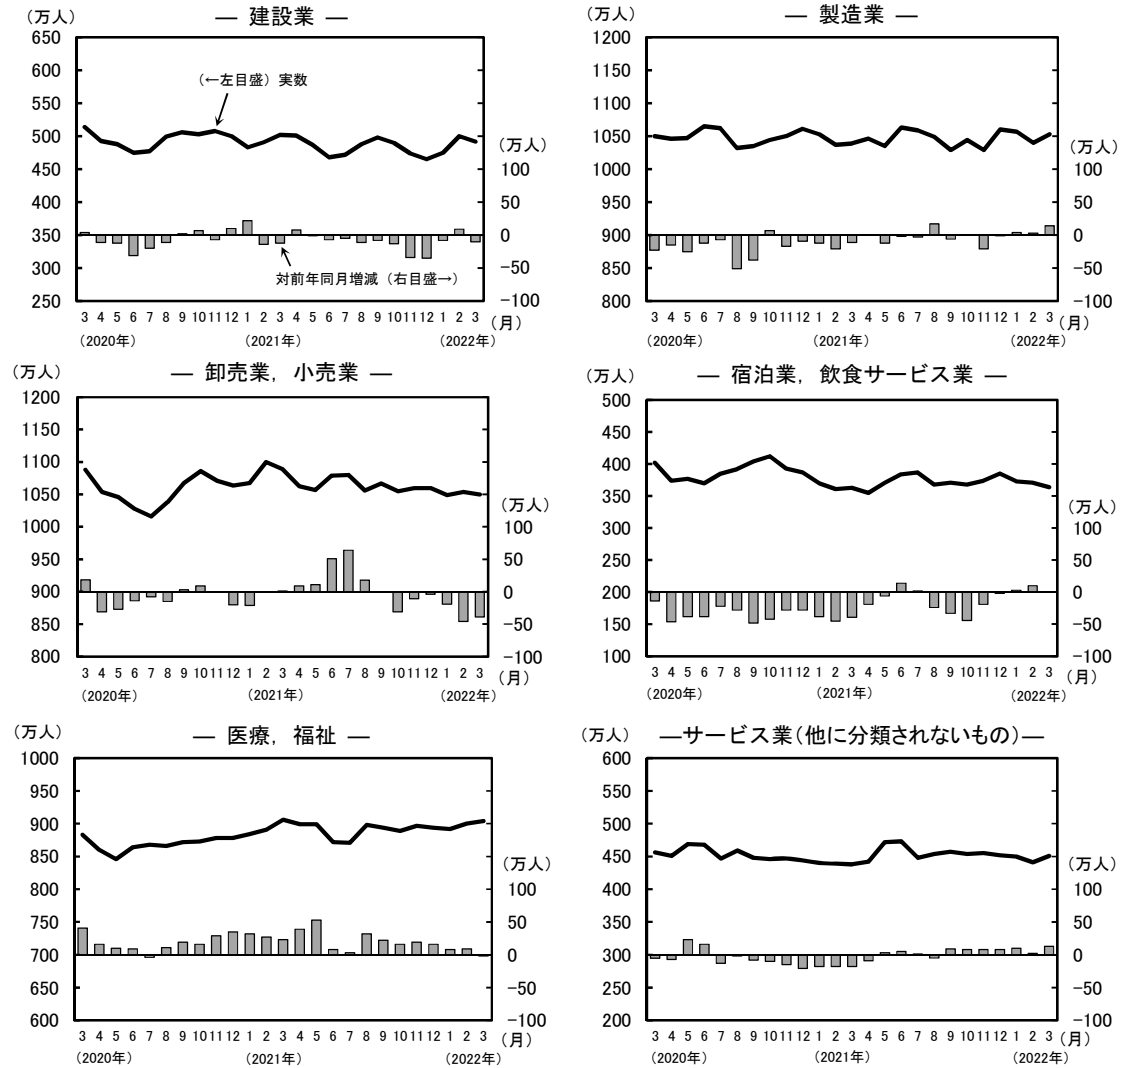 (万人)
― 建設業 ―
650
600
550
500
450
400
350
300
250
(←左目盛) 実数
対前年同月増減 (右目盛→)
(万人)
100
50
0
−50
−100
3 4 5 6 7 8 9 10 11 12 1 2 3 4 5 6 7 8 9 10 11 12 1 2 3 (月)
(2020年) (2021年) (2022年)
(万人)
― 製造業 ―
1200
1150
1100
1050
1000
950
900
850
800
(万人)
100
50
0
−50
−100
3 4 5 6 7 8 9 10 11 12 1 2 3 4 5 6 7 8 9 10 11 12 1 2 3 (月)
(2020年) (2021年) (2022年)
(万人)
― 卸売業, 小売業 ―
1200
1150
1100
1050
1000
950
900
850
800
(万人)
100
50
0
−50
−100
3 4 5 6 7 8 9 10 11 12 1 2 3 4 5 6 7 8 9 10 11 12 1 2 3 (月)
(2020年) (2021年) (2022年)
(万人)
― 宿泊業, 飲食サービス業 ―
500
450
400
350
300
200
150
100
(万人)
100
50
0
−50
−100
3 4 5 6 7 8 9 10 11 12 1 2 3 4 5 6 7 8 9 10 11 12 1 2 3 (月)
(2020年) (2021年) (2022年)
(万人)
― 医療, 福祉 ―
1000
950
900
850
800
750
700
650
600
(万人)
100
50
0
−50
−100
3 4 5 6 7 8 9 10 11 12 1 2 3 4 5 6 7 8 9 10 11 12 1 2 3 (月)
(2020年) (2021年) (2022年)
(万人)
―サービス業(他に分類されないもの)―
600
550
500
450
400
350
300
250
200
(万人)
100
50
0
−50
−100
3 4 5 6 7 8 9 10 11 12 1 2 3 4 5 6 7 8 9 10 11 12 1 2 3 (月)
(2020年) (2021年) (2022年)